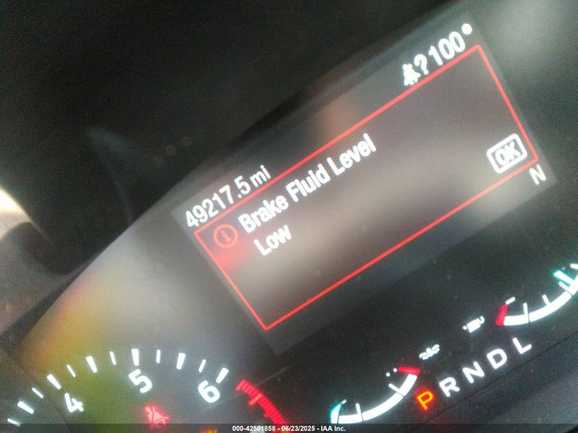 ?100°
49217.5 mi
Brake Fluid Level
Low
OK
N
4 5 6
PRNDL
000-42501858 - 06/23/2025 - IAA Inc.